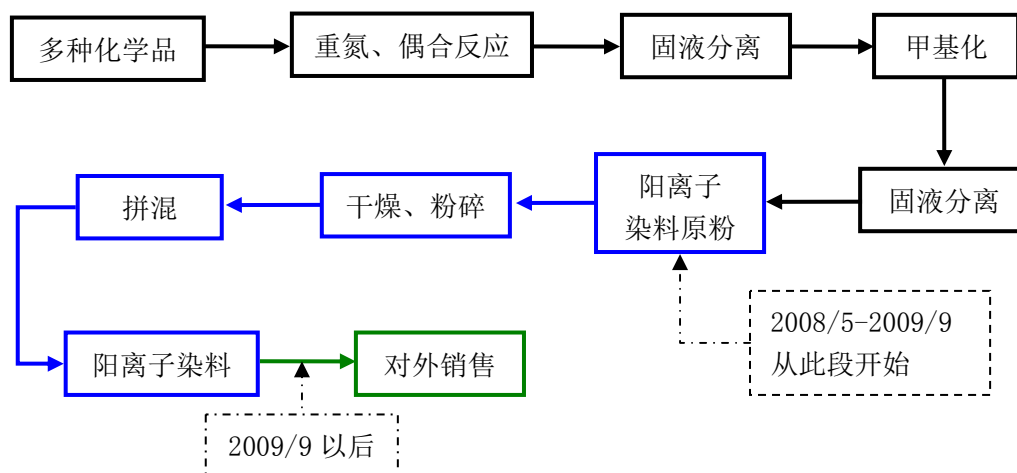 多种化学品
重氮、偶合反应
固液分离
甲基化
固液分离
阳离子
染料原粉
干燥、粉碎
拼混
阳离子染料
对外销售
2008/5-2009/9
从此段开始
2009/9 以后